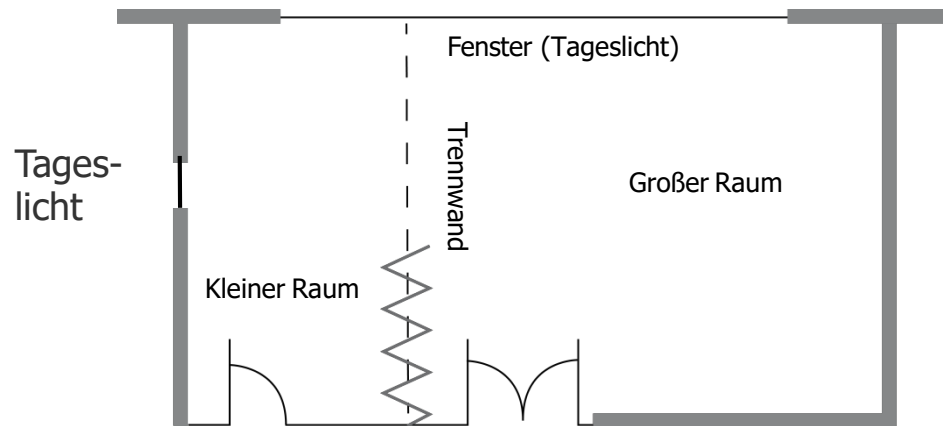 Fenster (Tageslicht)
Tages-
licht
Trennwand
Großer Raum
Kleiner Raum